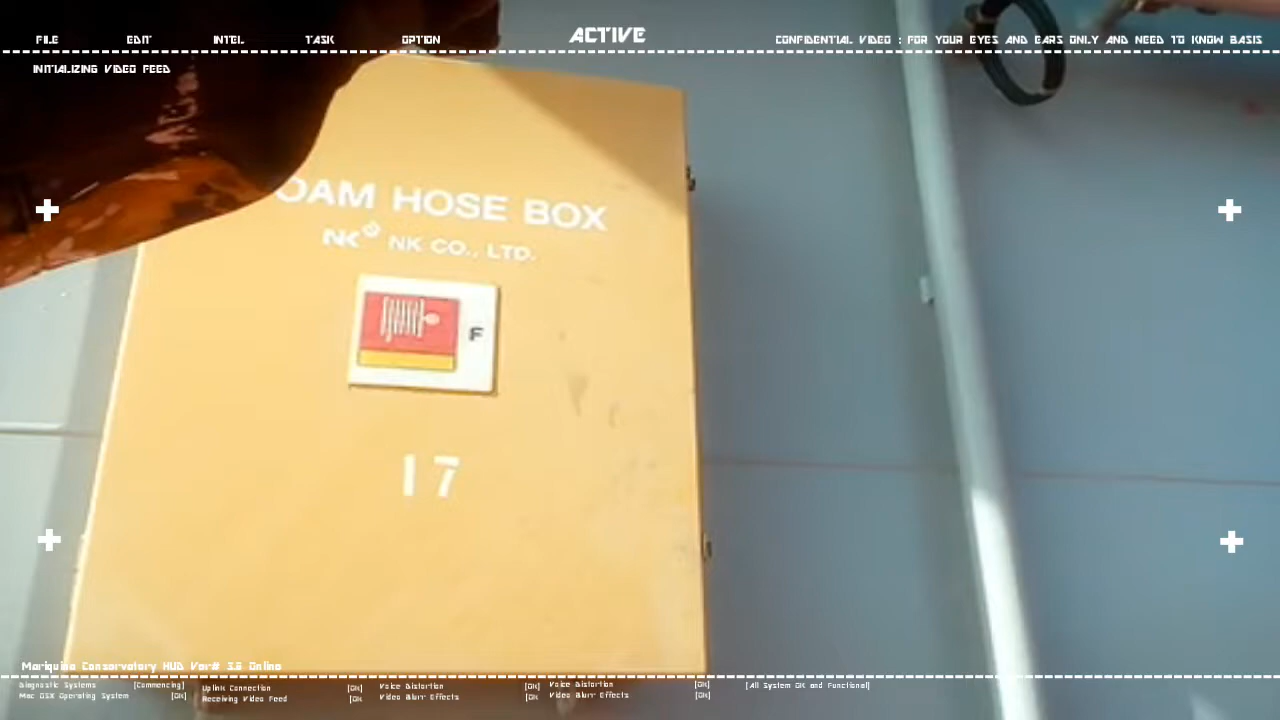 FILE EDIT INTEL TASK OPTION ACTIVE CONFIDENTIAL VIDEO : FOR YOUR EYES AND EARS ONLY AND NEED TO KNOW BASIS
INITIALIZING VIDEO FEED
OAM HOSE BOX
NK NK CO., LTD.
F
17
Mariquina Conservatory HUD Ver# 3.6 Online
Diagnostic Systems [Commencing]
Mac OSX Operating System [OK]
Uplink Connection [OK]
Receiving Video Feed [OK
Voice Distortion [OK]
Video Blurr Effects [OK
Voice Distortion [OK]
Video Blurr Effects [OK]
[All System OK and Functional]